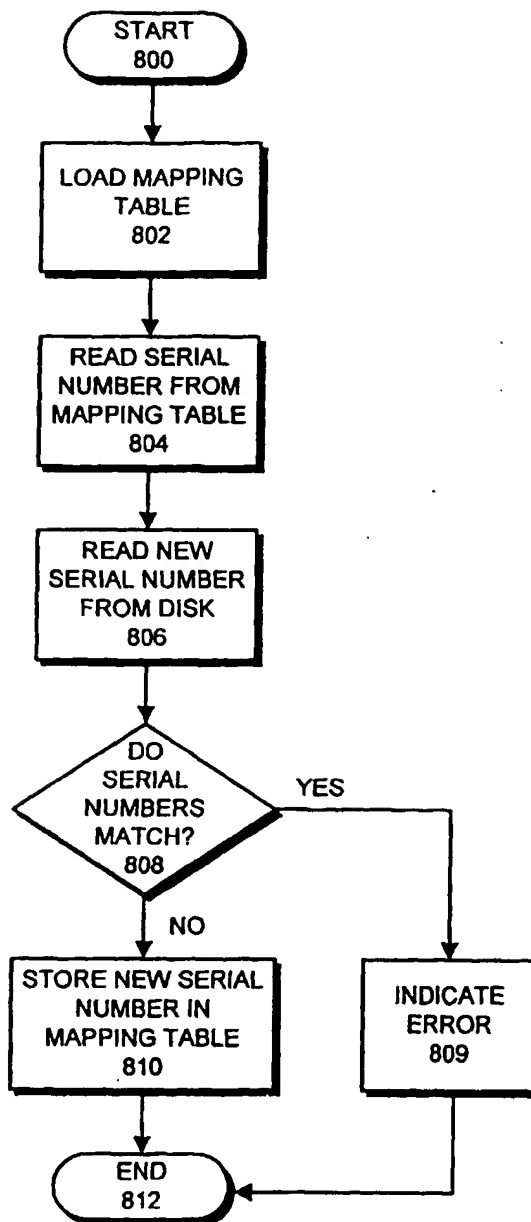 START
800
LOAD MAPPING
TABLE
802
READ SERIAL
NUMBER FROM
MAPPING TABLE
804
READ NEW
SERIAL NUMBER
FROM DISK
806
DO
SERIAL
NUMBERS
MATCH?
808
YES
NO
STORE NEW SERIAL
NUMBER IN
MAPPING TABLE
810
INDICATE
ERROR
809
END
812